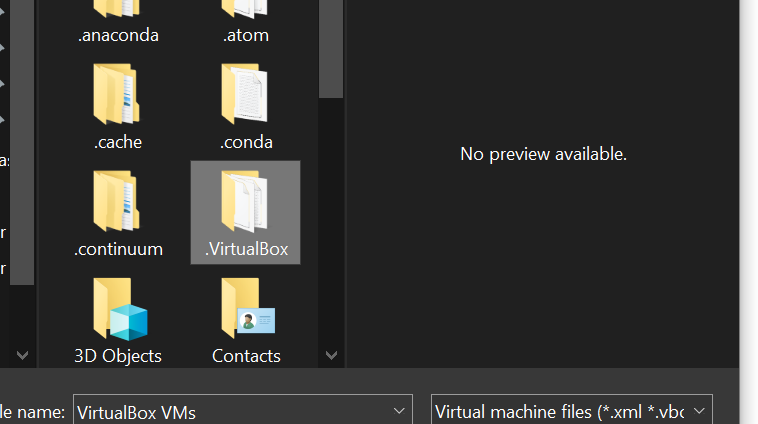 .anaconda
.atom
.cache
.conda
No preview available.
.continuum
.VirtualBox
3D Objects
Contacts
le name:
VirtualBox VMs
Virtual machine files (*.xml *.vbo